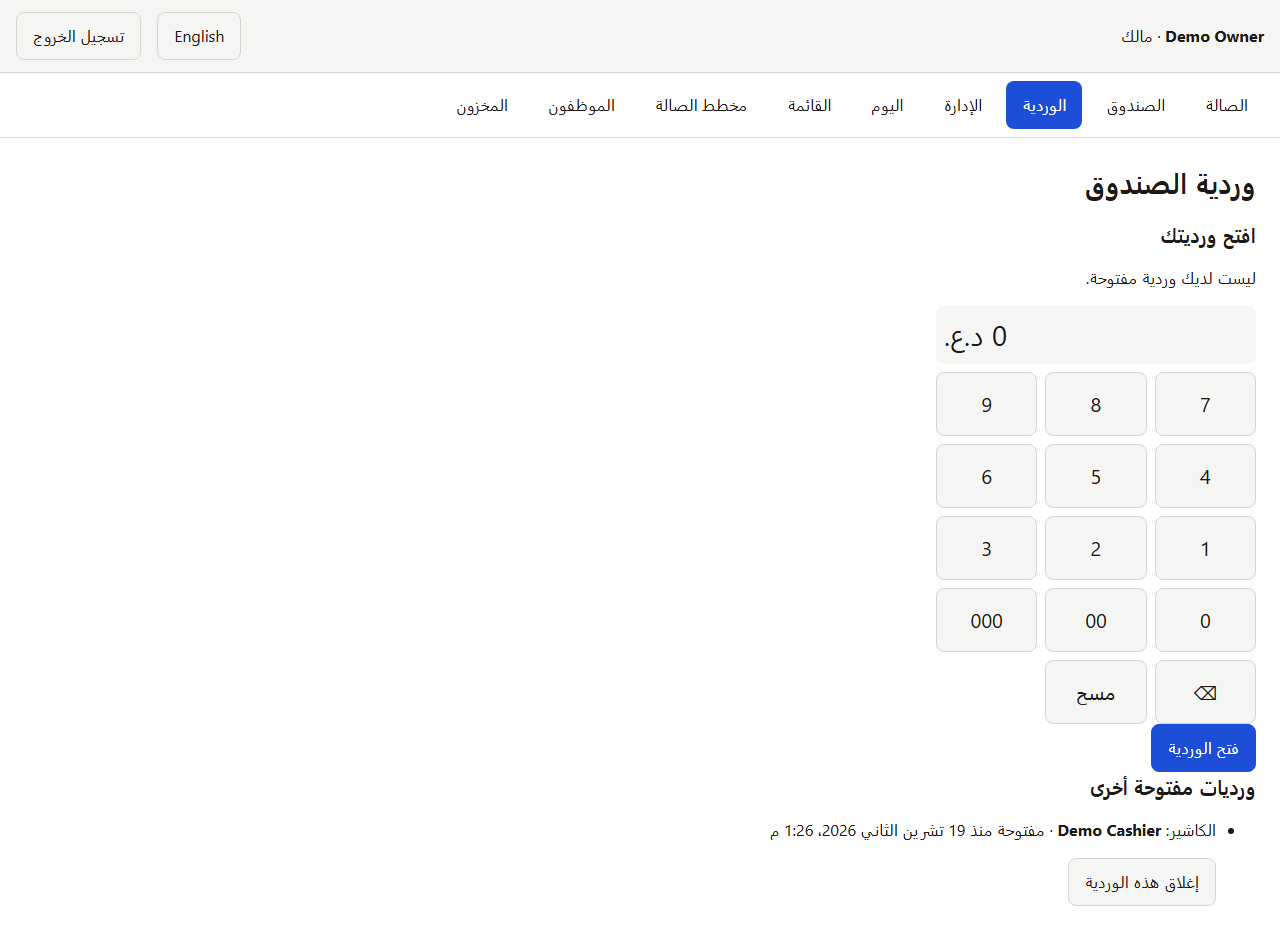 Demo Owner · مالك
English
تسجيل الخروج
الصالة
الصندوق
الوردية
الإدارة
اليوم
القائمة
مخطط الصالة
الموظفون
المخزون
وردية الصندوق
افتح ورديتك
ليست لديك وردية مفتوحة.
0 د.ع.
7 8 9
4 5 6
1 2 3
0 00 000
⌫ مسح
فتح الوردية
ورديات مفتوحة أخرى
الكاشير: Demo Cashier · مفتوحة منذ 19 تشرين الثاني 2026، 1:26 م
إغلاق هذه الوردية